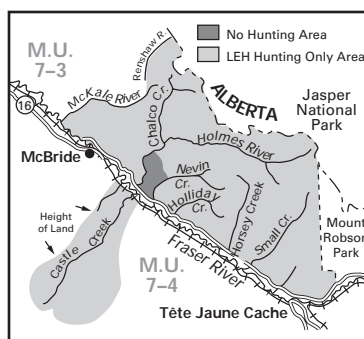 No Hunting Area
LEH Hunting Only Area
M.U.
7–3
Renshaw R.
McKale River
Chalco Cr.
ALBERTA
Jasper
National
Park
16
McBride
Holmes River
Nevin
Cr.
Holliday
Cr.
Horsey Creek
Small Cr.
Height
of Land
Castle Creek
Mount
Robson
Park
M.U.
7–4
Fraser River
Tête Jaune Cache